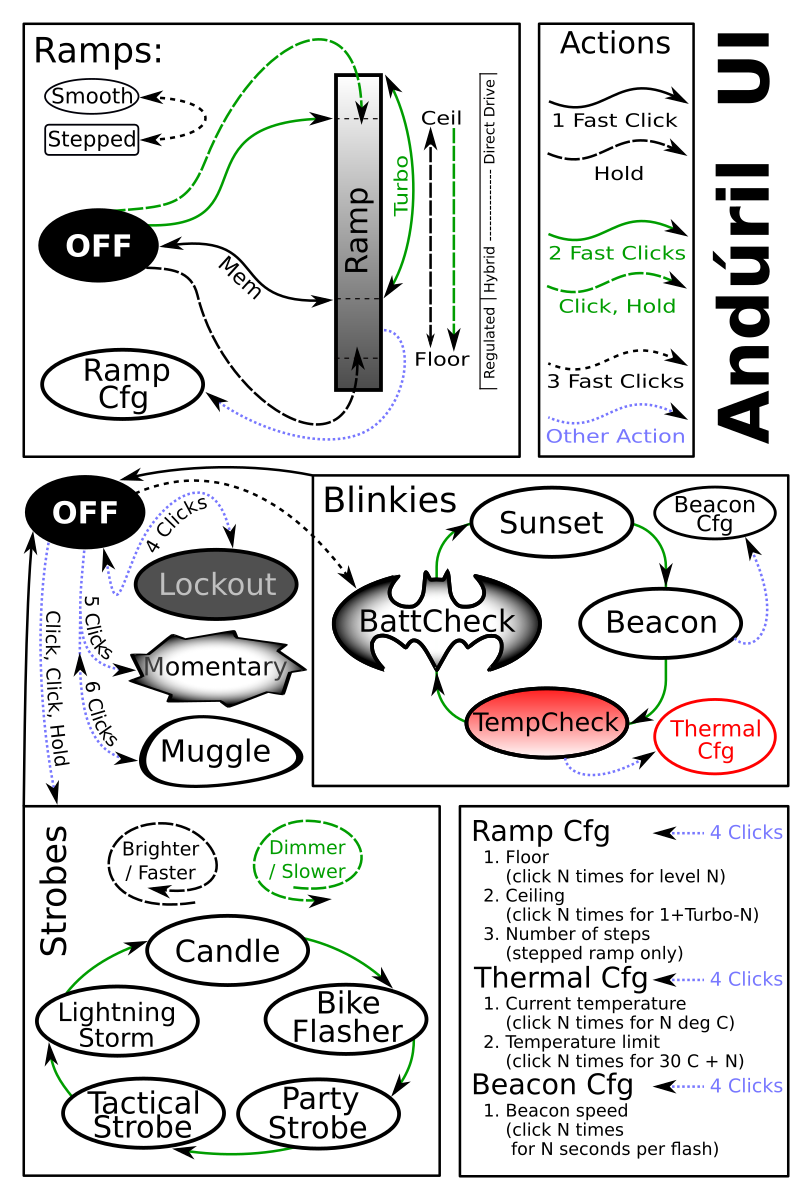 Ramps:
Smooth
Stepped
OFF
Mem
Ramp
Turbo
Ceil
Floor
Regulated
Hybrid
Direct Drive
Ramp
Cfg
Actions
1 Fast Click
Hold
2 Fast Clicks
Click, Hold
3 Fast Clicks
Other Action
Andúril UI
OFF
4 Clicks
Lockout
5 Clicks
Momentary
6 Clicks
Muggle
Click, Click, Hold
Blinkies
Sunset
Beacon
Cfg
BattCheck
Beacon
TempCheck
Thermal
Cfg
Strobes
Brighter
/ Faster
Dimmer
/ Slower
Candle
Lightning
Storm
Bike
Flasher
Tactical
Strobe
Party
Strobe
Ramp Cfg 4 Clicks
1. Floor
(click N times for level N)
2. Ceiling
(click N times for 1+Turbo-N)
3. Number of steps
(stepped ramp only)
Thermal Cfg 4 Clicks
1. Current temperature
(click N times for N deg C)
2. Temperature limit
(click N times for 30 C + N)
Beacon Cfg 4 Clicks
1. Beacon speed
(click N times
for N seconds per flash)